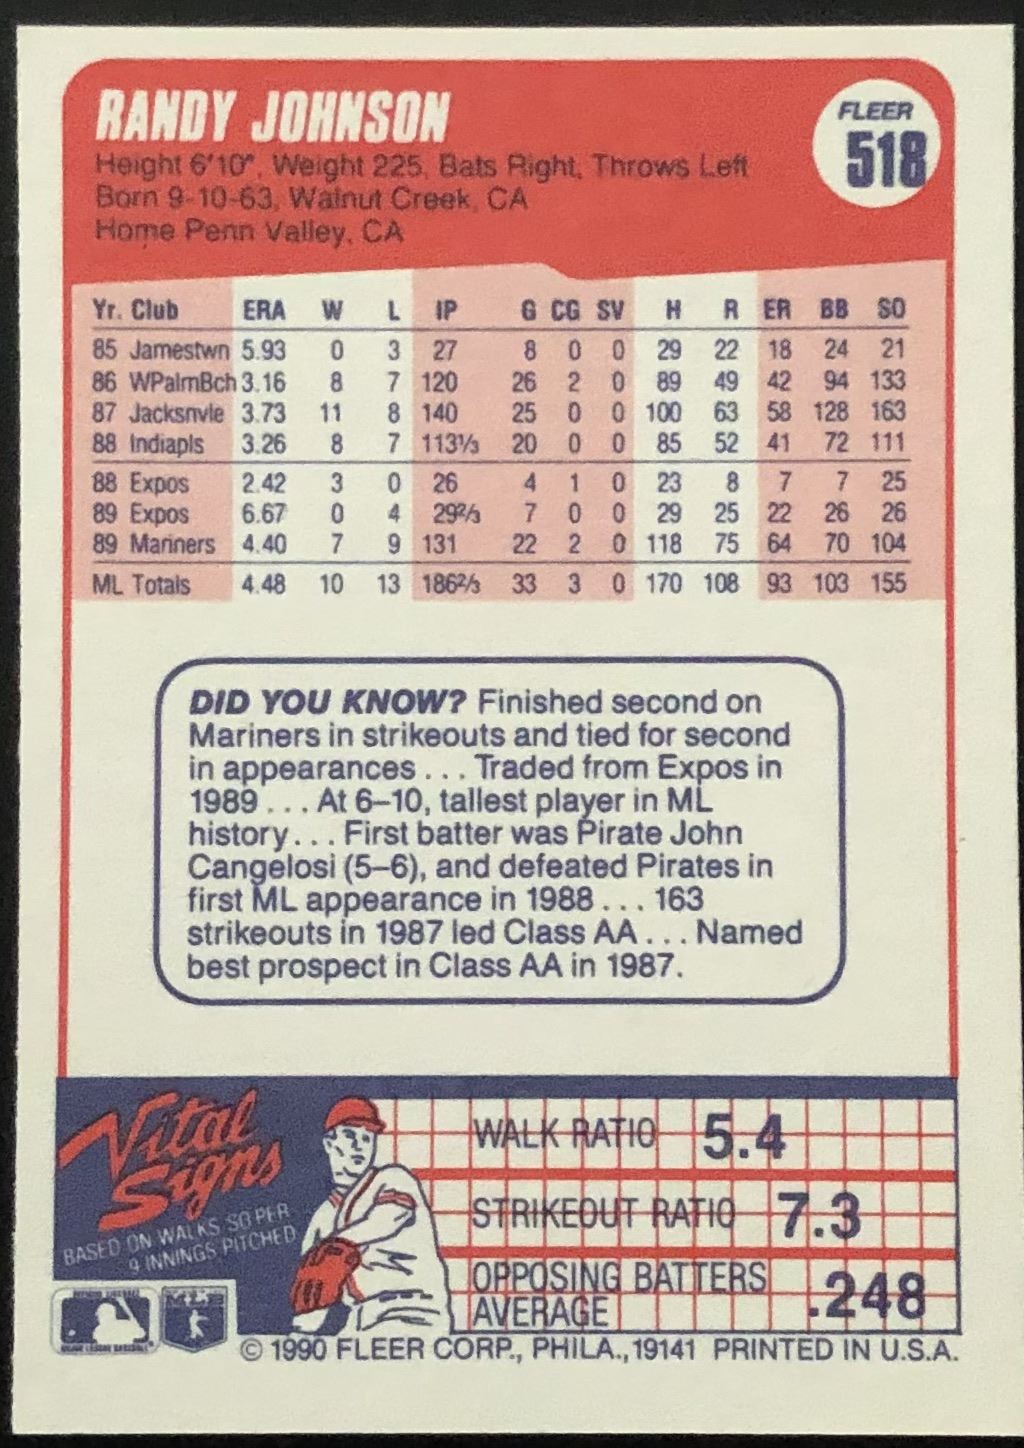 RANDY JOHNSON
FLEER
518
Height 6'10", Weight 225, Bats Right, Throws Left
Born 9-10-63, Walnut Creek, CA
Home Penn Valley, CA
Yr. Club ERA W L IP G CG SV H R ER BB SO
85 Jamestwn 5.93 0 3 27 8 0 0 29 22 18 24 21
86 WPalmBch 3.16 8 7 120 26 2 0 89 49 42 94 133
87 Jacksnvle 3.73 11 8 140 25 0 0 100 63 58 128 163
88 Indiapls 3.26 8 7 113⅓ 20 0 0 85 52 41 72 111
88 Expos 2.42 3 0 26 4 1 0 23 8 7 7 25
89 Expos 6.67 0 4 29⅔ 7 0 0 29 25 22 26 26
89 Mariners 4.40 7 9 131 22 2 0 118 75 64 70 104
ML Totals 4.48 10 13 186⅔ 33 3 0 170 108 93 103 155
DID YOU KNOW? Finished second on
Mariners in strikeouts and tied for second
in appearances . . . Traded from Expos in
1989 . . . At 6–10, tallest player in ML
history . . . First batter was Pirate John
Cangelosi (5–6), and defeated Pirates in
first ML appearance in 1988 . . . 163
strikeouts in 1987 led Class AA . . . Named
best prospect in Class AA in 1987.
Vital
Signs
BASED ON WALKS, SO PER
9 INNINGS PITCHED
WALK RATIO 5.4
STRIKEOUT RATIO 7.3
OPPOSING BATTERS
AVERAGE .248
© 1990 FLEER CORP., PHILA., 19141 PRINTED IN U.S.A.